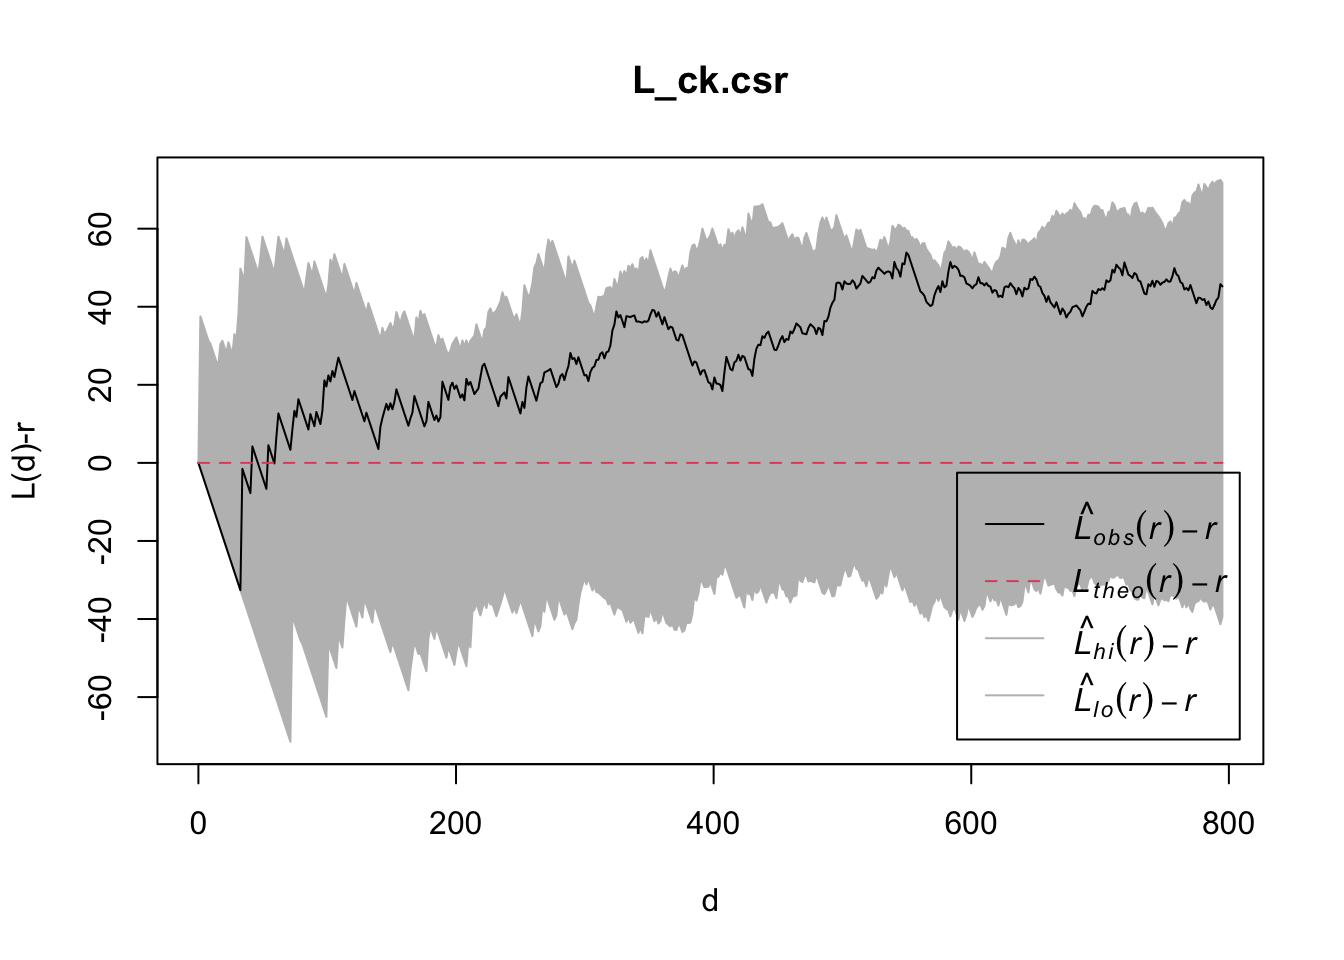 L_ck.csr
L(d)-r
60
40
20
0
-20
-40
-60
L̂obs(r) − r
Ltheo(r) − r
L̂hi(r) − r
L̂lo(r) − r
0 200 400 600 800
d